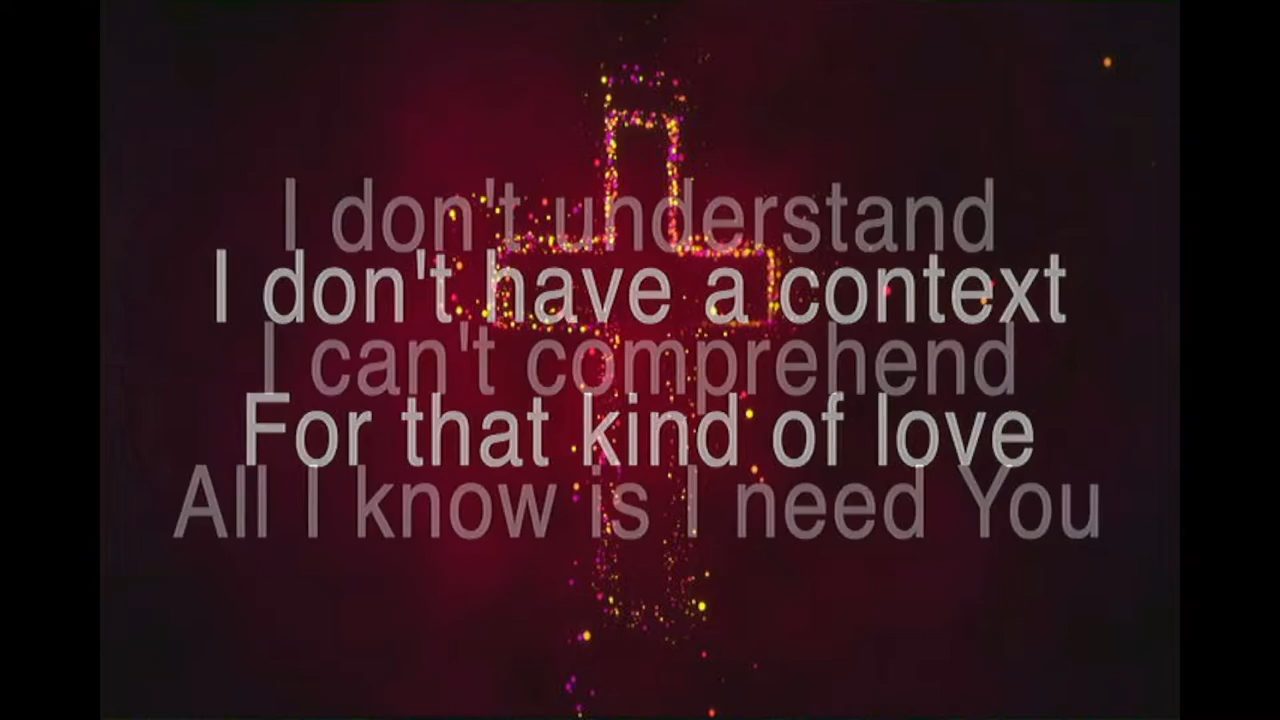 I don't understand
I don't have a context
I can't comprehend
For that kind of love
All I know is I need You